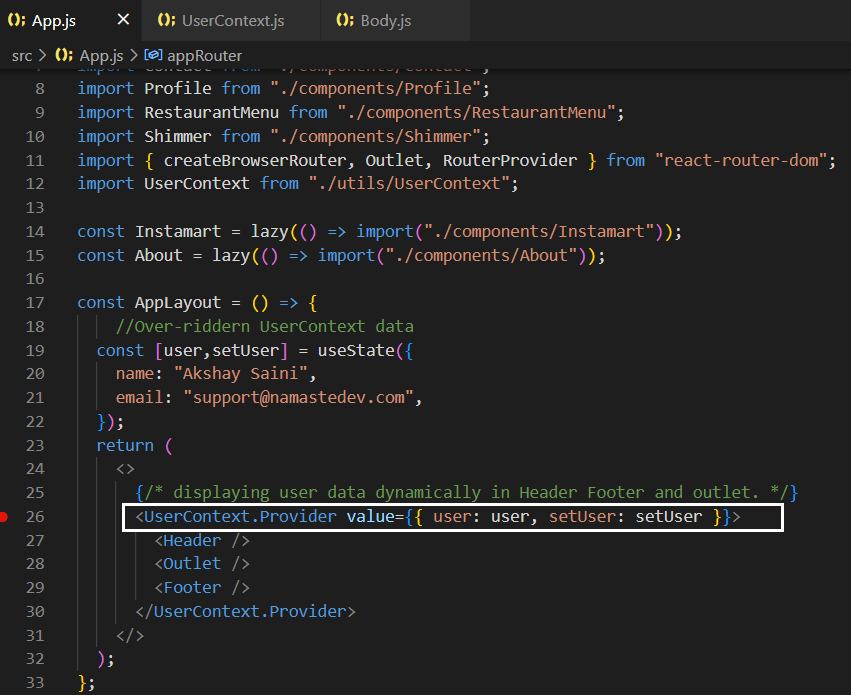 App.js
UserContext.js
Body.js
src > App.js > appRouter
7 import Contact from "./components/Contact";
8 import Profile from "./components/Profile";
9 import RestaurantMenu from "./components/RestaurantMenu";
10 import Shimmer from "./components/Shimmer";
11 import { createBrowserRouter, Outlet, RouterProvider } from "react-router-dom";
12 import UserContext from "./utils/UserContext";
13
14 const Instamart = lazy(() => import("./components/Instamart"));
15 const About = lazy(() => import("./components/About"));
16
17 const AppLayout = () => {
18 //Over-riddern UserContext data
19 const [user,setUser] = useState({
20 name: "Akshay Saini",
21 email: "support@namastedev.com",
22 });
23 return (
24 <>
25 {/* displaying user data dynamically in Header Footer and outlet. */}
26 <UserContext.Provider value={{ user: user, setUser: setUser }}>
27 <Header />
28 <Outlet />
29 <Footer />
30 </UserContext.Provider>
31 </>
32 );
33 };